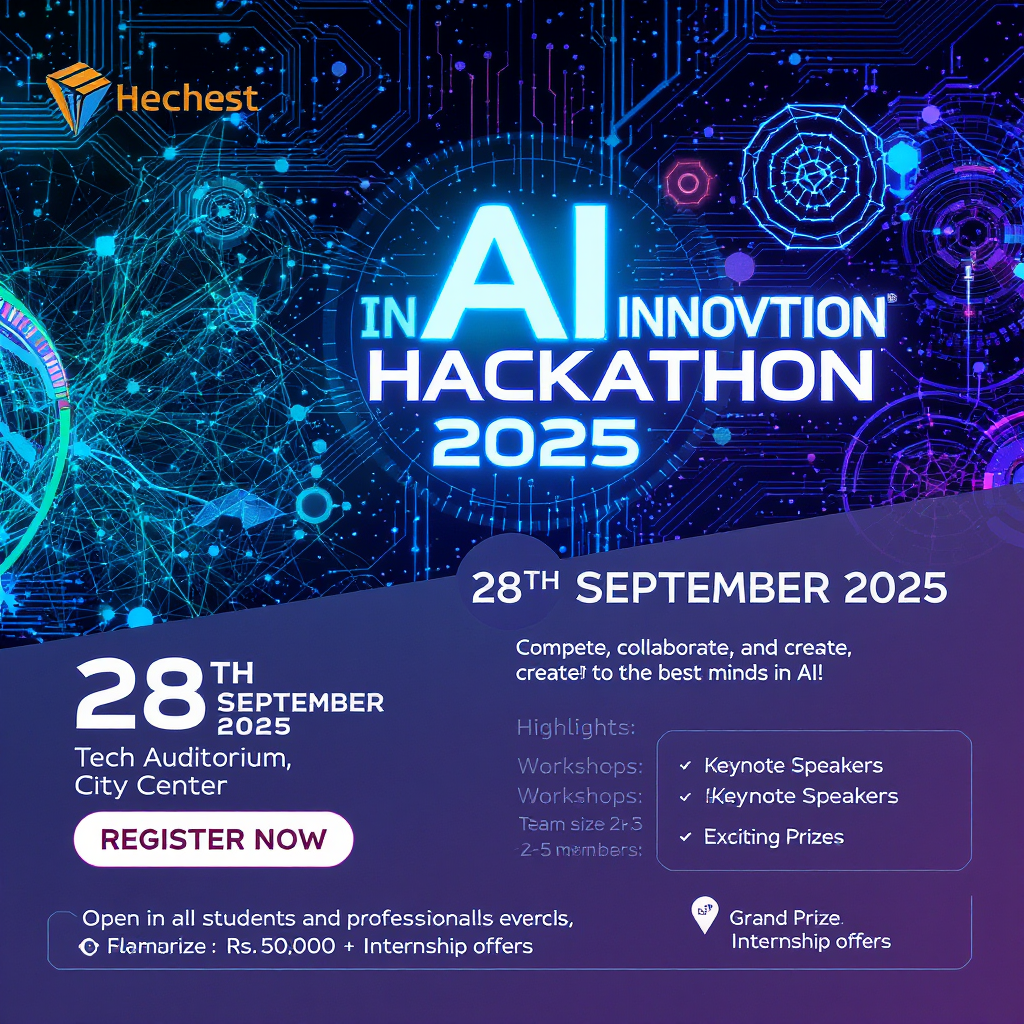 Hechest
IN AI INNOVTION
HACKATHON
2025
28TH SEPTEMBER 2025
Compete, collaborate, and create,
create to the best minds in AI!
28TH
SEPTEMBER
2025
Tech Auditorium,
City Center
REGISTER NOW
Highlights:
Workshops:
Workshops:
Team size
2-5 members:
✓ Keynote Speakers
✓ Keynote Speakers
✓ Exciting Prizes
Open in all students and professionalls evercls,
Flamarize : Rs. 50,000 + Internship offers
Grand Prize.
Internship offers